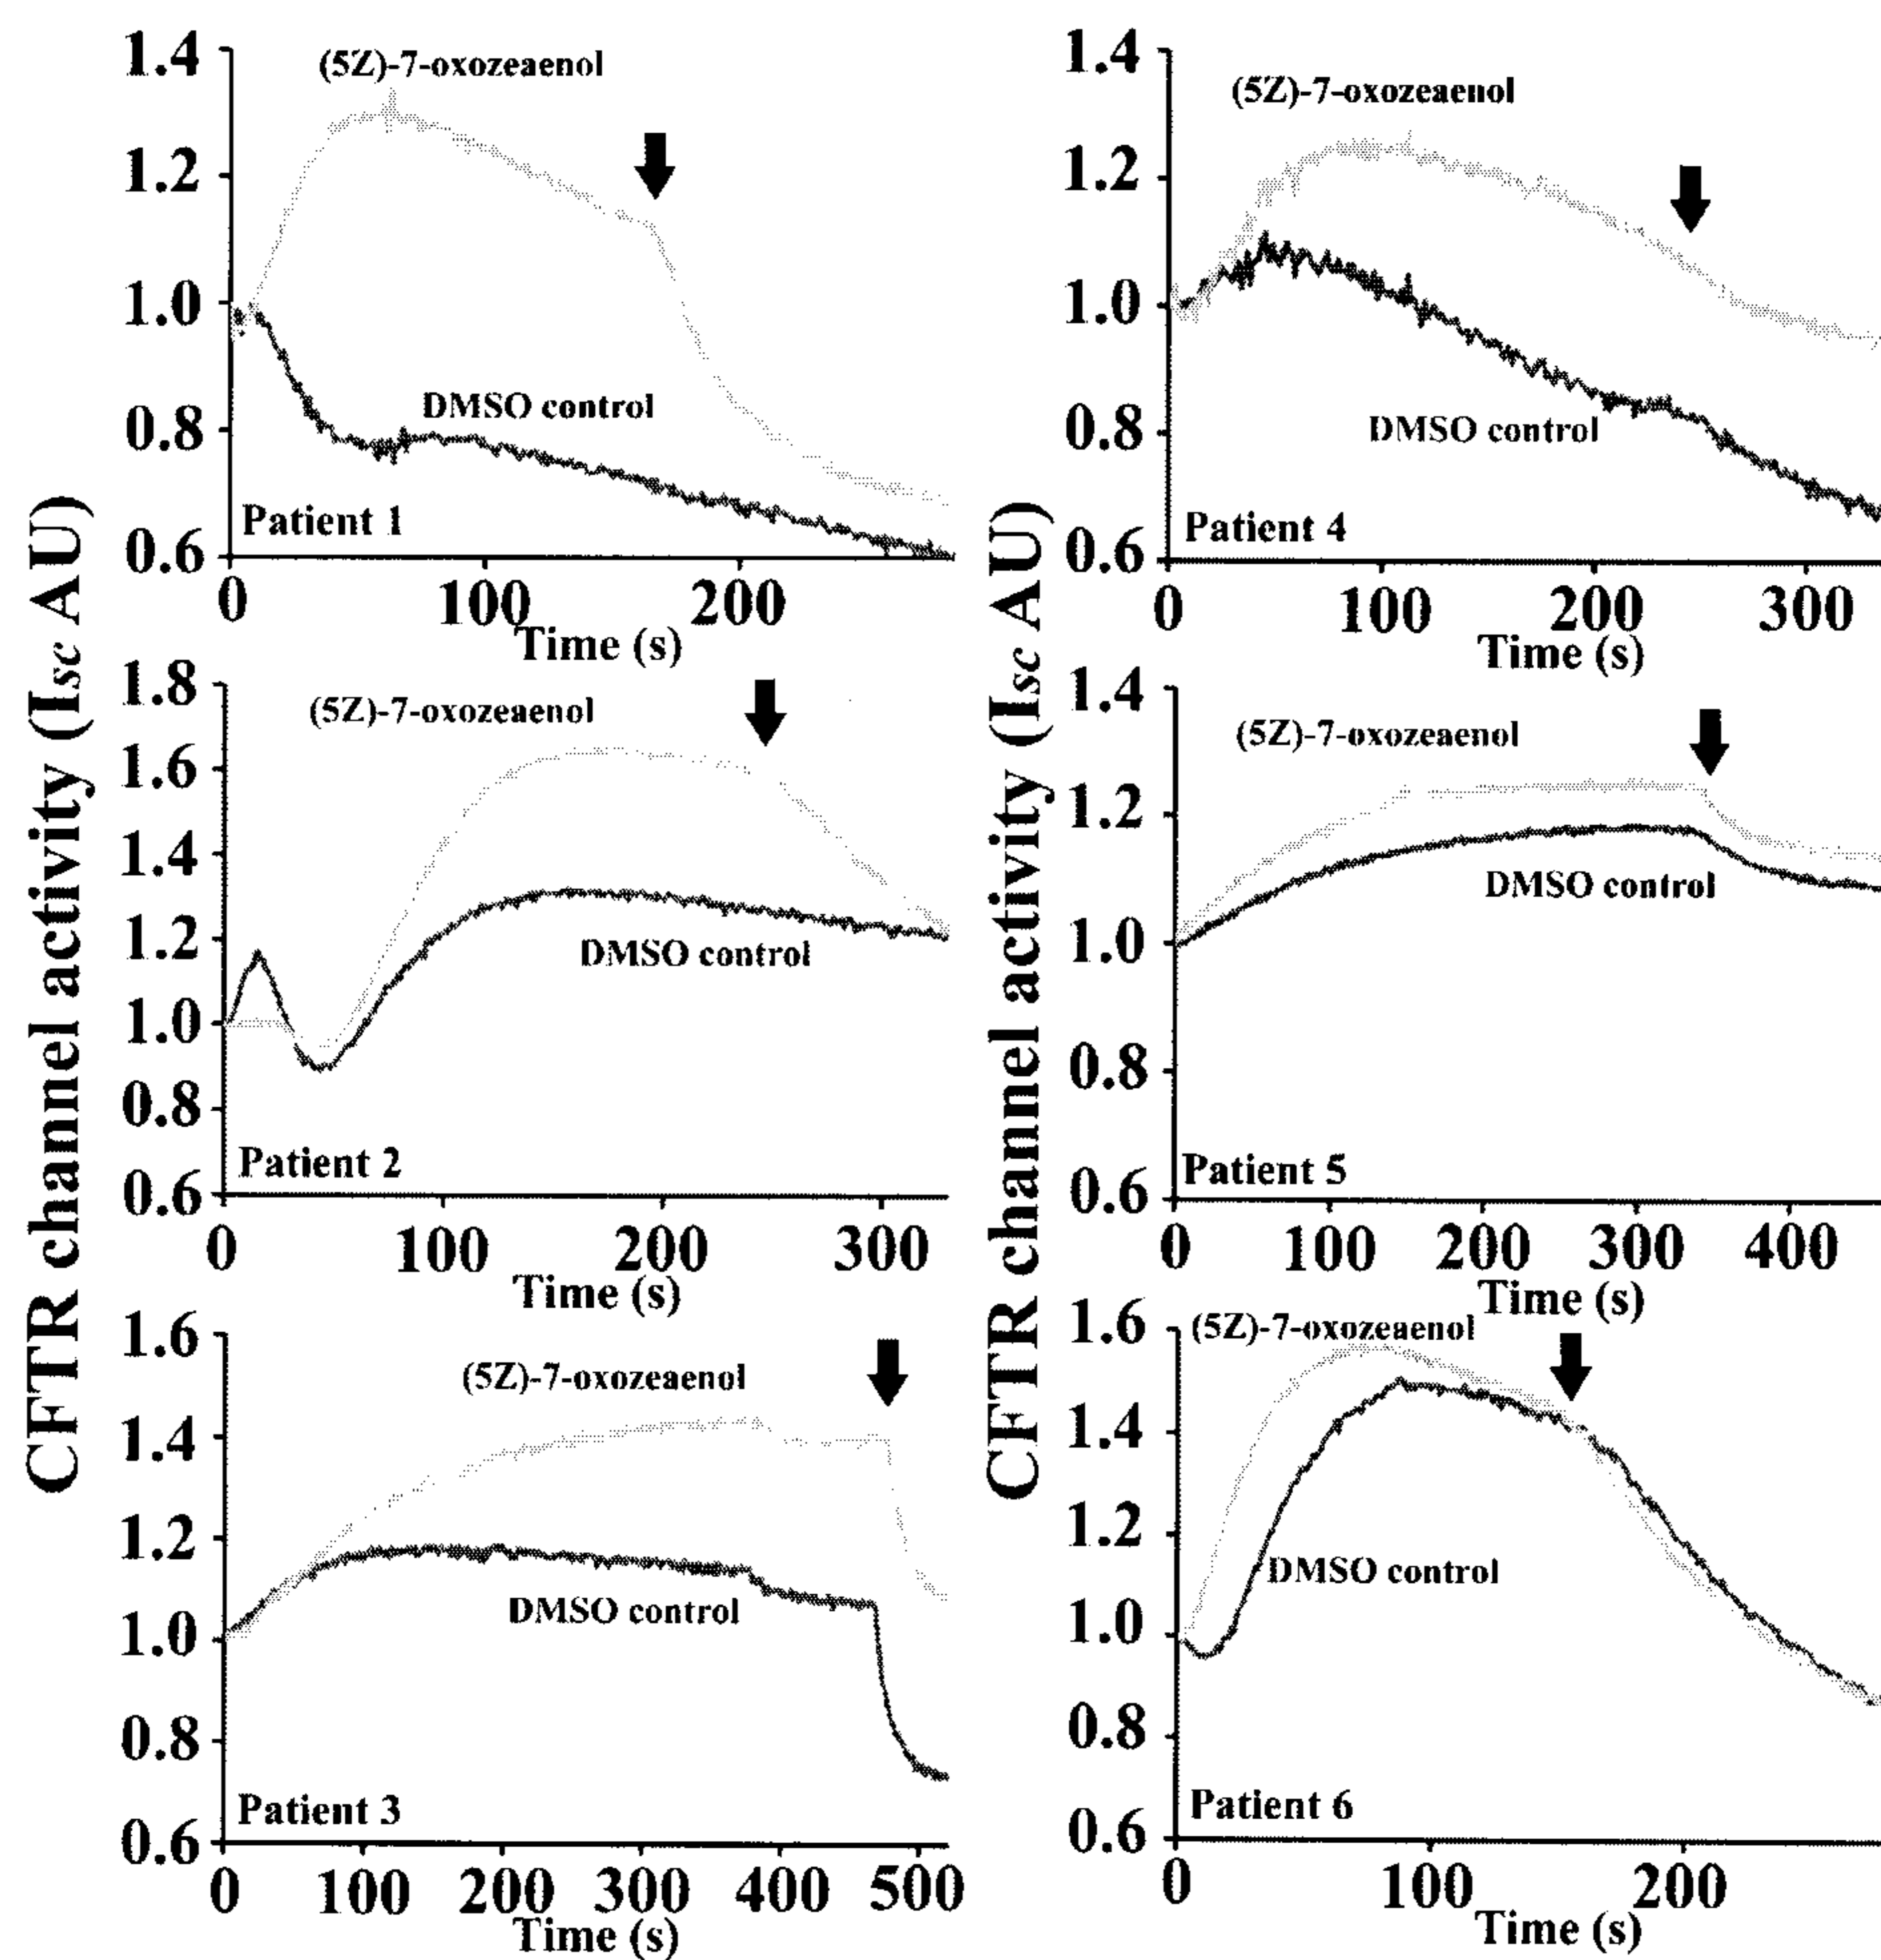 CFTR channel activity (Isc AU)
1.4
1.2
1.0
0.8
0.6
(5Z)-7-oxozeaenol
DMSO control
Patient 1
0 100 200
Time (s)
1.8
1.6
1.4
1.2
1.0
0.8
0.6
(5Z)-7-oxozeaenol
DMSO control
Patient 2
0 100 200 300
Time (s)
1.6
1.4
1.2
1.0
0.8
0.6
(5Z)-7-oxozeaenol
DMSO control
Patient 3
0 100 200 300 400 500
Time (s)
CFTR channel activity (Isc AU)
1.4
1.2
1.0
0.8
0.6
(5Z)-7-oxozeaenol
DMSO control
Patient 4
0 100 200 300
Time (s)
1.4
1.2
1.0
0.8
0.6
(5Z)-7-oxozeaenol
DMSO control
Patient 5
0 100 200 300 400
Time (s)
1.6
1.4
1.2
1.0
0.8
0.6
(5Z)-7-oxozeaenol
DMSO control
Patient 6
0 100 200
Time (s)